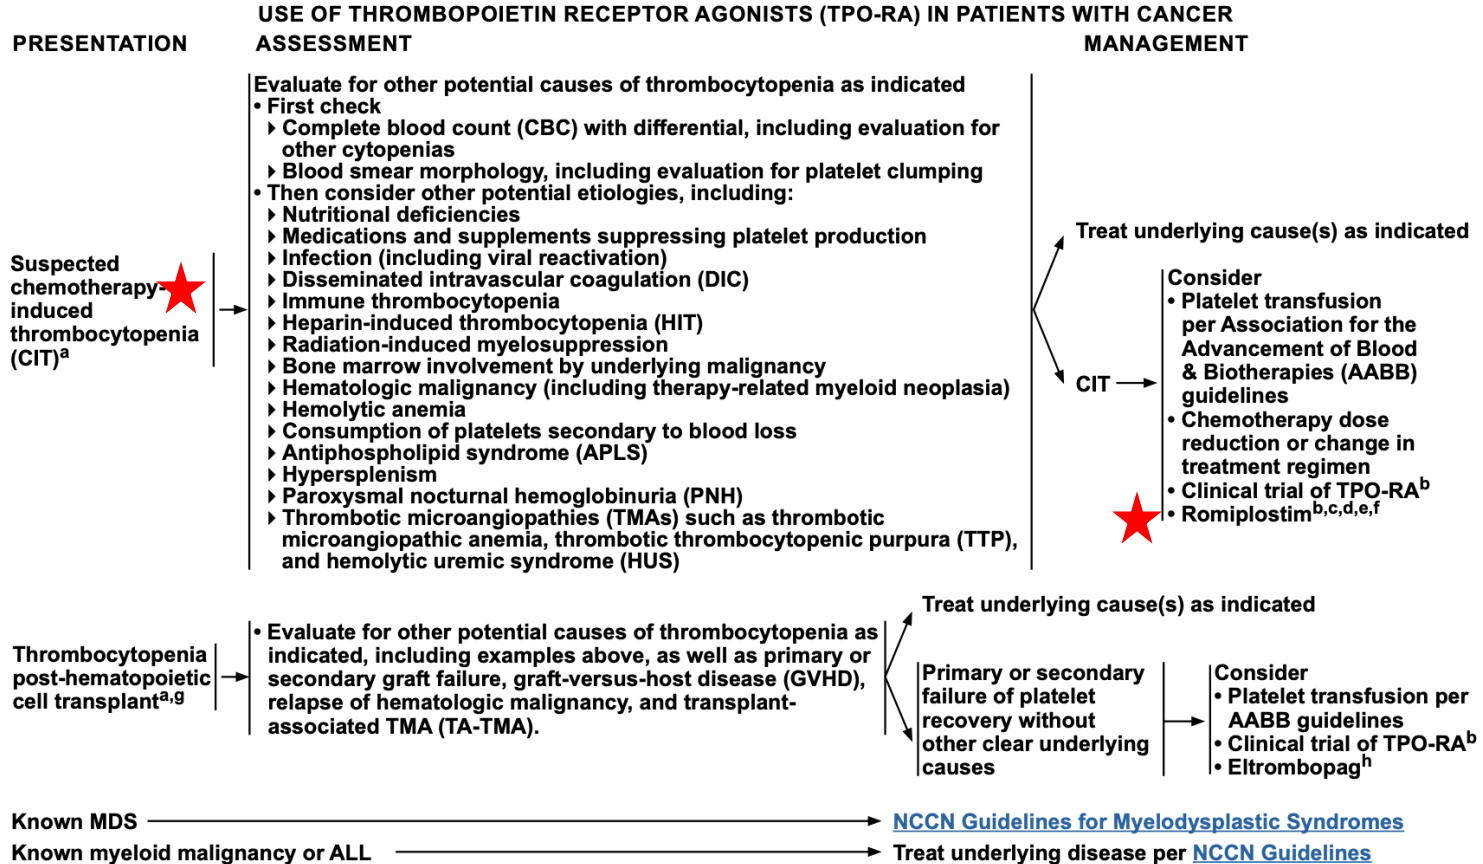 USE OF THROMBOPOIETIN RECEPTOR AGONISTS (TPO-RA) IN PATIENTS WITH CANCER
PRESENTATION
ASSESSMENT
MANAGEMENT
Suspected
chemotherapy-
induced
thrombocytopenia
(CIT)a
Evaluate for other potential causes of thrombocytopenia as indicated
• First check
Complete blood count (CBC) with differential, including evaluation for
other cytopenias
Blood smear morphology, including evaluation for platelet clumping
• Then consider other potential etiologies, including:
Nutritional deficiencies
Medications and supplements suppressing platelet production
Infection (including viral reactivation)
Disseminated intravascular coagulation (DIC)
Immune thrombocytopenia
Heparin-induced thrombocytopenia (HIT)
Radiation-induced myelosuppression
Bone marrow involvement by underlying malignancy
Hematologic malignancy (including therapy-related myeloid neoplasia)
Hemolytic anemia
Consumption of platelets secondary to blood loss
Antiphospholipid syndrome (APLS)
Hypersplenism
Paroxysmal nocturnal hemoglobinuria (PNH)
Thrombotic microangiopathies (TMAs) such as thrombotic
microangiopathic anemia, thrombotic thrombocytopenic purpura (TTP),
and hemolytic uremic syndrome (HUS)
Treat underlying cause(s) as indicated
CIT
Consider
• Platelet transfusion
per Association for the
Advancement of Blood
& Biotherapies (AABB)
guidelines
• Chemotherapy dose
reduction or change in
treatment regimen
• Clinical trial of TPO-RAb
• Romiplostimb,c,d,e,f
Thrombocytopenia
post-hematopoietic
cell transplanta,g
• Evaluate for other potential causes of thrombocytopenia as
indicated, including examples above, as well as primary or
secondary graft failure, graft-versus-host disease (GVHD),
relapse of hematologic malignancy, and transplant-
associated TMA (TA-TMA).
Treat underlying cause(s) as indicated
Primary or secondary
failure of platelet
recovery without
other clear underlying
causes
Consider
• Platelet transfusion per
AABB guidelines
• Clinical trial of TPO-RAb
• Eltrombopagh
Known MDS
NCCN Guidelines for Myelodysplastic Syndromes
Known myeloid malignancy or ALL
Treat underlying disease per NCCN Guidelines